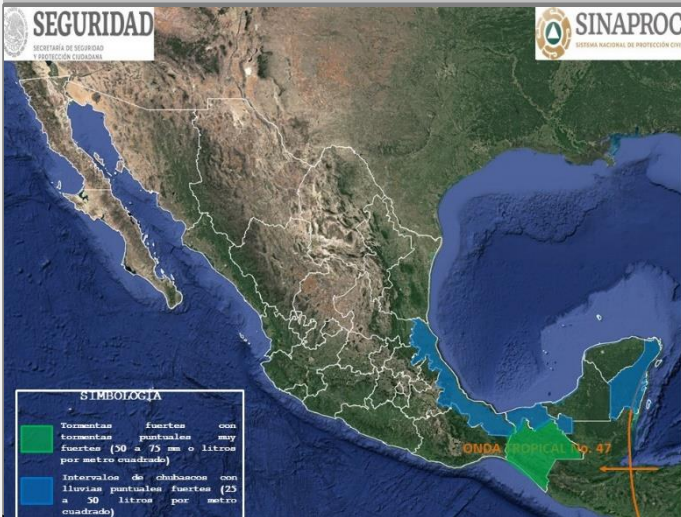 SEGURIDAD
SECRETARÍA DE SEGURIDAD
Y PROTECCIÓN CIUDADANA
SINAPROC
SISTEMA NACIONAL DE PROTECCIÓN CIVIL
ONDA TROPICAL No. 47
SIMBOLOGÍA
Tormentas fuertes con
tormentas puntuales muy
fuertes (50 a 75 mm o litros
por metro cuadrado)
Intervalos de chubascos con
lluvias puntuales fuertes (25
a 50 litros por metro
cuadrado)